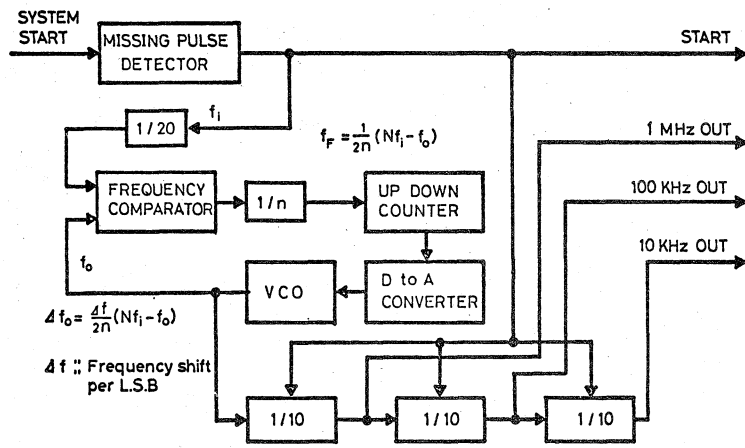 SYSTEM
START
MISSING PULSE
DETECTOR
START
f_i
1/20
f_F = 1/2n (Nf_i - f_o)
1 MHz OUT
FREQUENCY
COMPARATOR
1/n
UP DOWN
COUNTER
100 KHz OUT
10 KHz OUT
f_o
VCO
D to A
CONVERTER
Δf_o = Δf/2n (Nf_i - f_o)
Δf :: Frequency shift
per L.S.B
1/10
1/10
1/10